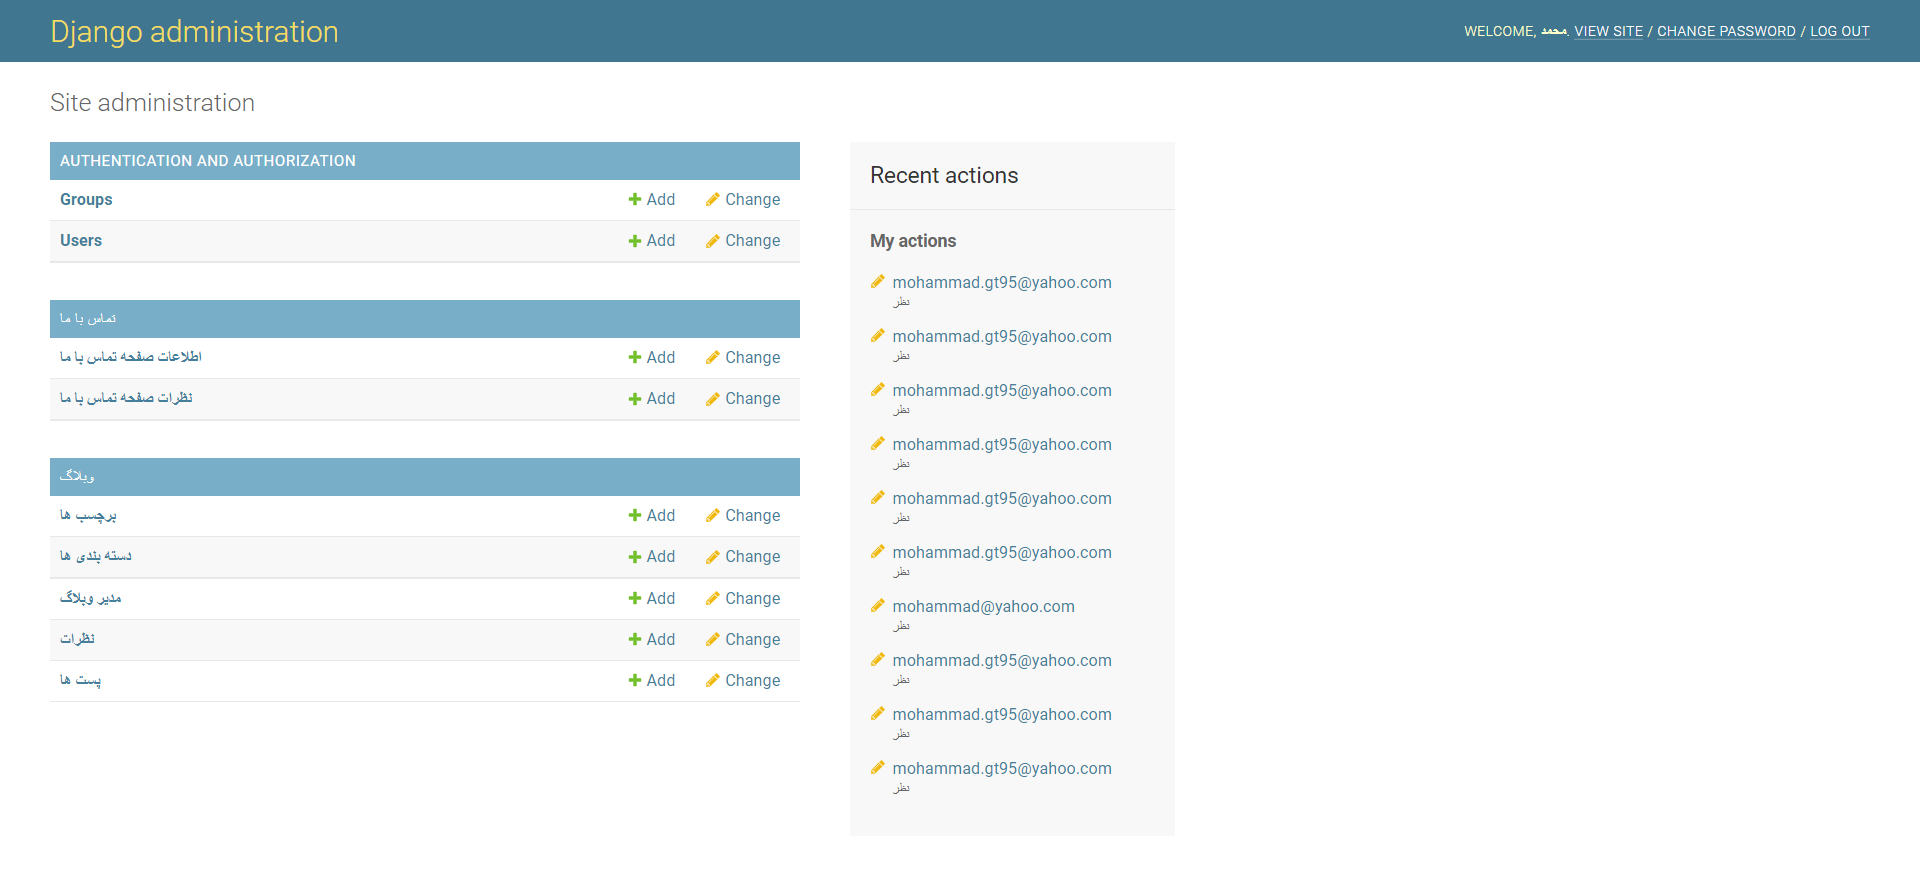 Django administration
WELCOME, محمد. VIEW SITE / CHANGE PASSWORD / LOG OUT
Site administration
AUTHENTICATION AND AUTHORIZATION
Groups Add Change
Users Add Change
تماس با ما
اطلاعات صفحه تماس با ما Add Change
نظرات صفحه تماس با ما Add Change
وبلاگ
برچسب ها Add Change
دسته بندی ها Add Change
مدیر وبلاگ Add Change
نظرات Add Change
پست ها Add Change
Recent actions
My actions
mohammad.gt95@yahoo.com
نظر
mohammad.gt95@yahoo.com
نظر
mohammad.gt95@yahoo.com
نظر
mohammad.gt95@yahoo.com
نظر
mohammad.gt95@yahoo.com
نظر
mohammad.gt95@yahoo.com
نظر
mohammad@yahoo.com
نظر
mohammad.gt95@yahoo.com
نظر
mohammad.gt95@yahoo.com
نظر
mohammad.gt95@yahoo.com
نظر